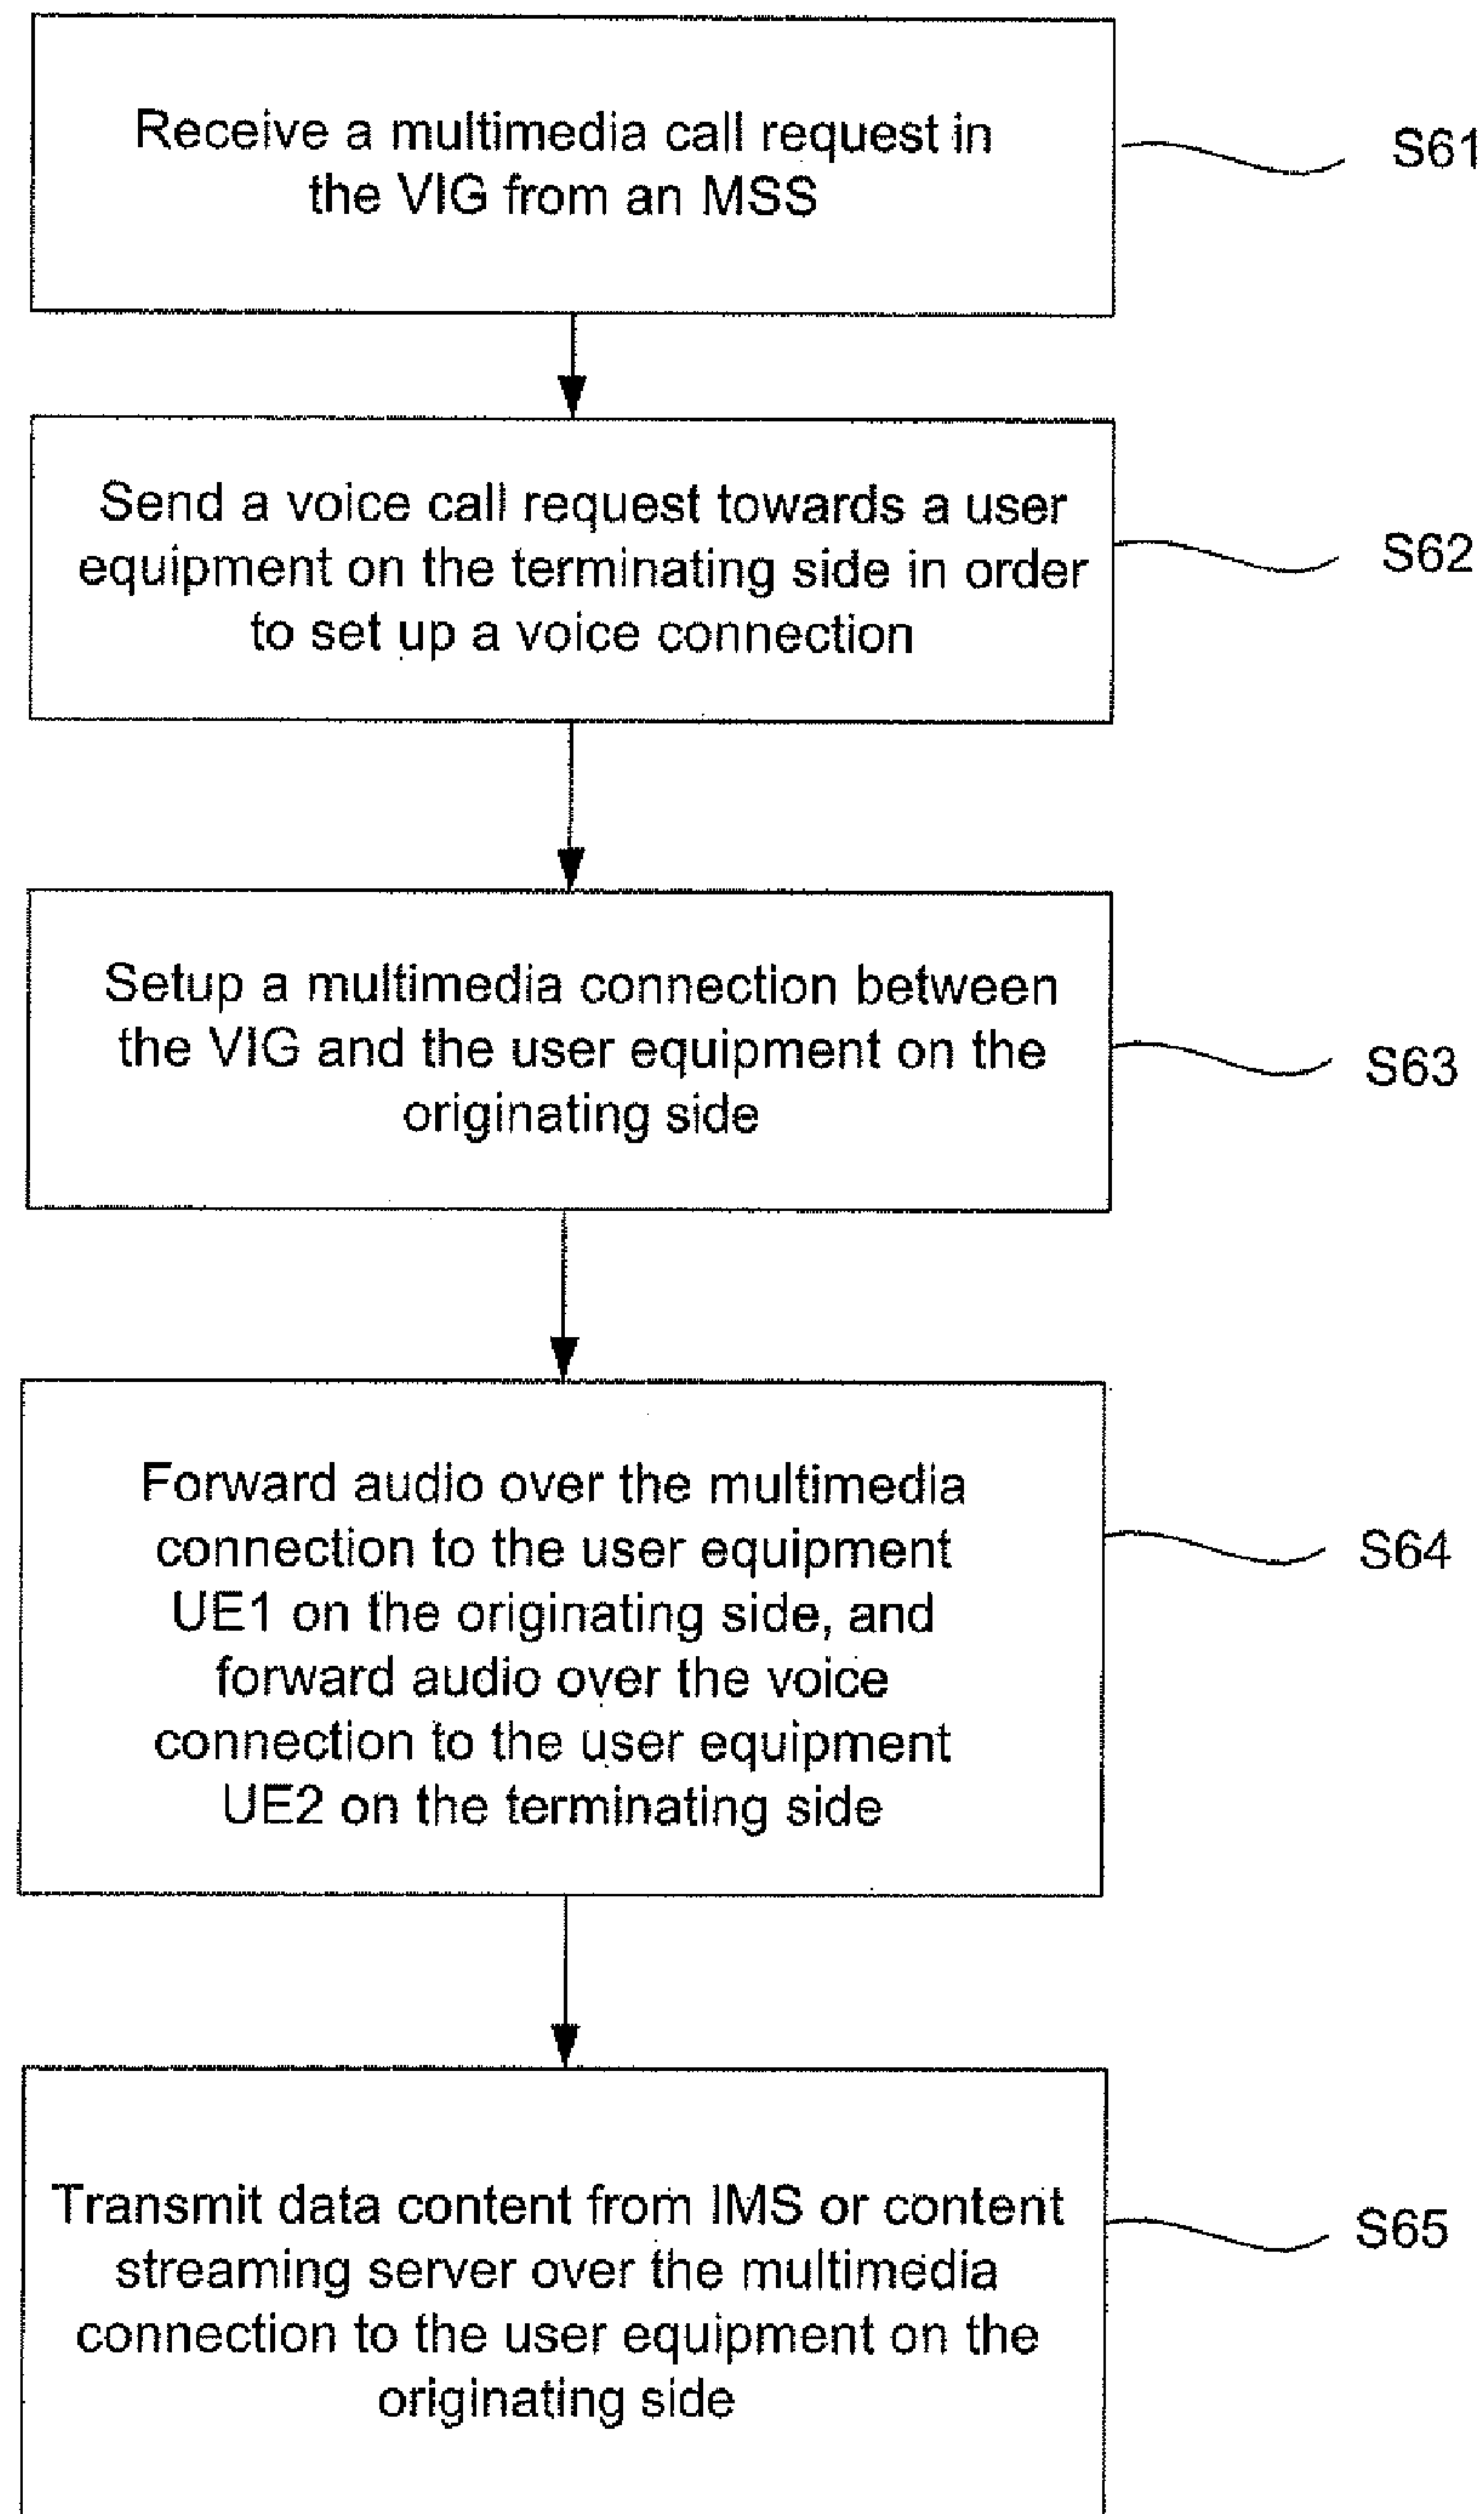 Receive a multimedia call request in
the VIG from an MSS
S61
Send a voice call request towards a user
equipment on the terminating side in order
to set up a voice connection
S62
Setup a multimedia connection between
the VIG and the user equipment on the
originating side
S63
Forward audio over the multimedia
connection to the user equipment
UE1 on the originating side, and
forward audio over the voice
connection to the user equipment
UE2 on the terminating side
S64
Transmit data content from IMS or content
streaming server over the multimedia
connection to the user equipment on the
originating side
S65